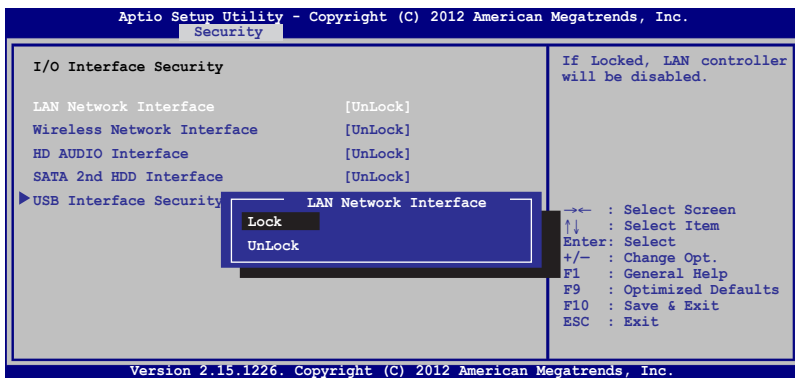 Aptio Setup Utility - Copyright (C) 2012 American Megatrends, Inc.
Security
I/O Interface Security
LAN Network Interface [UnLock]
Wireless Network Interface [UnLock]
HD AUDIO Interface [UnLock]
SATA 2nd HDD Interface [UnLock]
USB Interface Security
LAN Network Interface
Lock
UnLock
If Locked, LAN controller
will be disabled.
→← : Select Screen
↑↓ : Select Item
Enter: Select
+/— : Change Opt.
F1 : General Help
F9 : Optimized Defaults
F10 : Save & Exit
ESC : Exit
Version 2.15.1226. Copyright (C) 2012 American Megatrends, Inc.